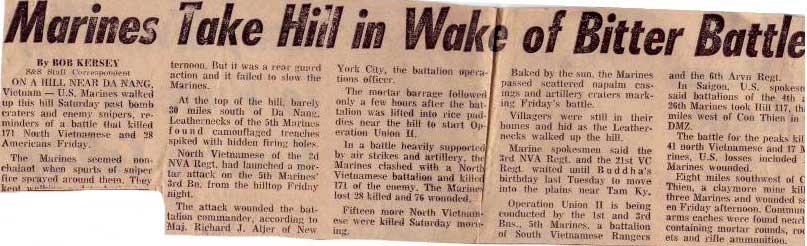 Marines Take Hill in Wake of Bitter Battle
By BOB KERSEY
S&S Staff Correspondent
ON A HILL NEAR DA NANG,
Vietnam — U.S. Marines walked
up this hill Saturday past bomb
craters and enemy snipers, re-
minders of a battle that killed
171 North Vietnamese and 28
Americans Friday.
The Marines seemed non-
chalant when spurts of sniper
fire sprayed around them. They
kept
ternoon. But it was a rear guard
action and it failed to slow the
Marines.
At the top of the hill, barely
30 miles south of Da Nang,
Leathernecks of the 5th Marines
found camouflaged trenches
spiked with hidden firing holes.
North Vietnamese of the 3rd
NVA Regt. had launched a mor-
tar attack on the 5th Marines'
3rd Bn. from the hilltop Friday
night.
The attack wounded the bat-
talion commander, according to
Maj. Richard J. Aljer of New
York City, the battalion opera-
tions officer.
The mortar barrage followed
only a few hours after the bat-
talion was lifted into rice pad-
dies near the hill to start Op-
eration Union II.
In a battle heavily supported
by air strikes and artillery, the
Marines clashed with a North
Vietnamese battalion and killed
171 of the enemy. The Marines
lost 28 killed and 76 wounded.
Fifteen more North Vietnam-
ese were killed Saturday morn-
ing.
Baked by the sun, the Marines
passed scattered napalm cas-
ings and artillery craters mark-
ing Friday's battle.
Villagers were still in their
homes and hid as the Leather-
necks walked up the hill.
Marine spokesmen said the
3rd NVA Regt. and the 21st VC
Regt. waited until Buddha's
birthday last Tuesday to move
into the plains near Tam Ky.
Operation Union II is being
conducted by the 1st and 3rd
Bns., 5th Marines, a battalion
of South Vietnamese Rangers
and the 6th Arvn Regt.
In Saigon, U.S. spokesm
said battalions of the 4th
26th Marines took Hill 117, th
miles west of Con Thien in
DMZ.
The battle for the peaks kil
41 north Vietnamese and 17 M
rines, U.S. losses included
Marines wounded.
Eight miles southwest of C
Thien, a claymore mine kill
three Marines and wounded se
en Friday afternoon. Commun
arms caches were found nearl
containing mortar rounds, roc
ets and rifle ammunition.